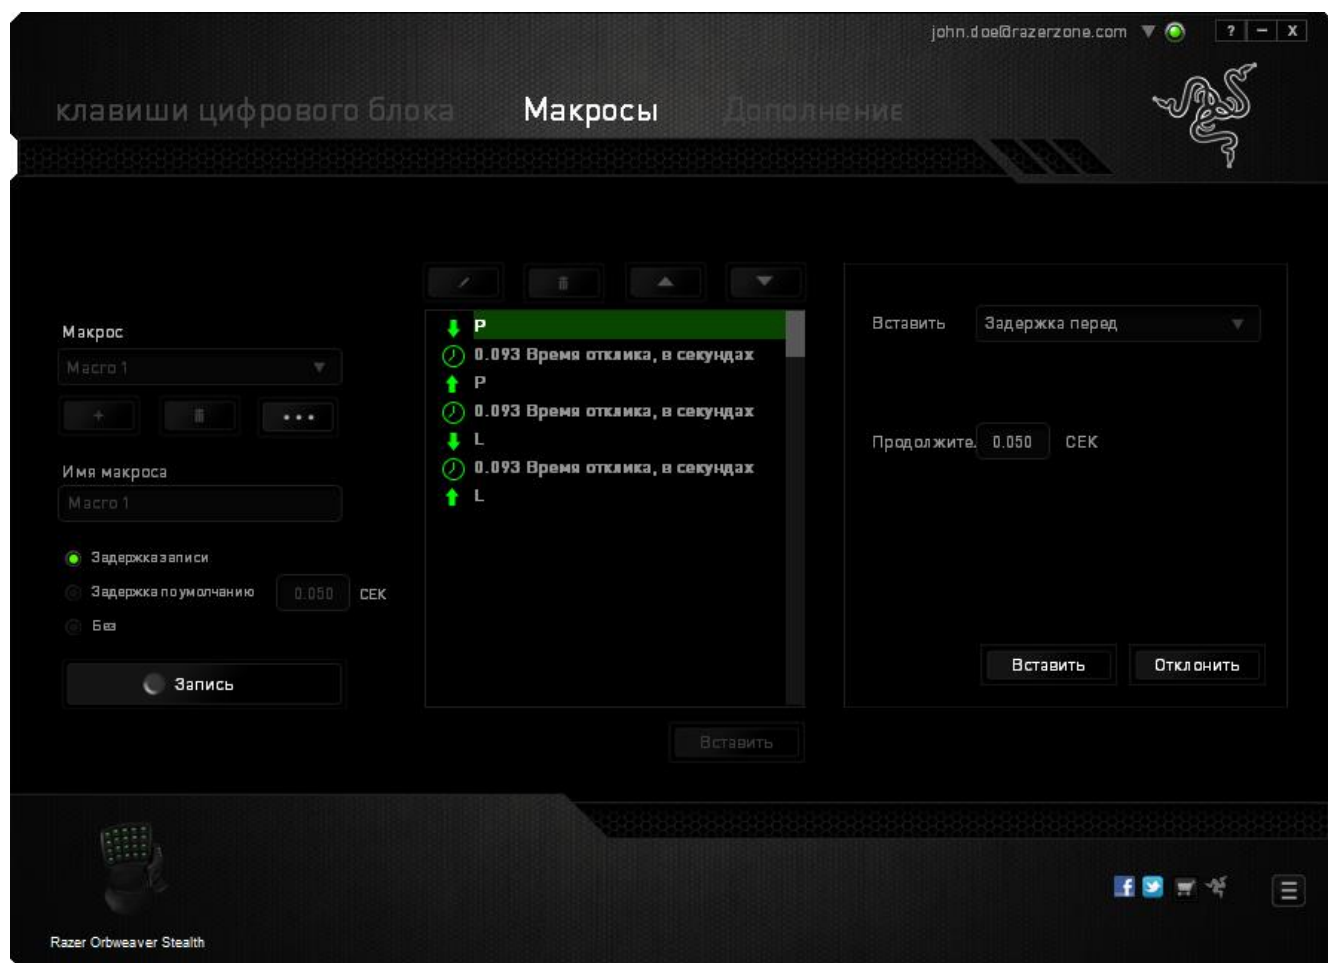 john.doe@razerzone.com
? – X
клавиши цифрового блока Макросы Дополнение
Макрос
Macro 1
+
...
Имя макроса
Macro 1
Задержка записи
Задержка по умолчанию 0.050 СЕК
Без
Запись
P
0.093 Время отклика, в секундах
P
0.093 Время отклика, в секундах
L
0.093 Время отклика, в секундах
L
Вставить
Вставить Задержка перед
Продолжите. 0.050 СЕК
Вставить Отклонить
Razer Orbweaver Stealth
f